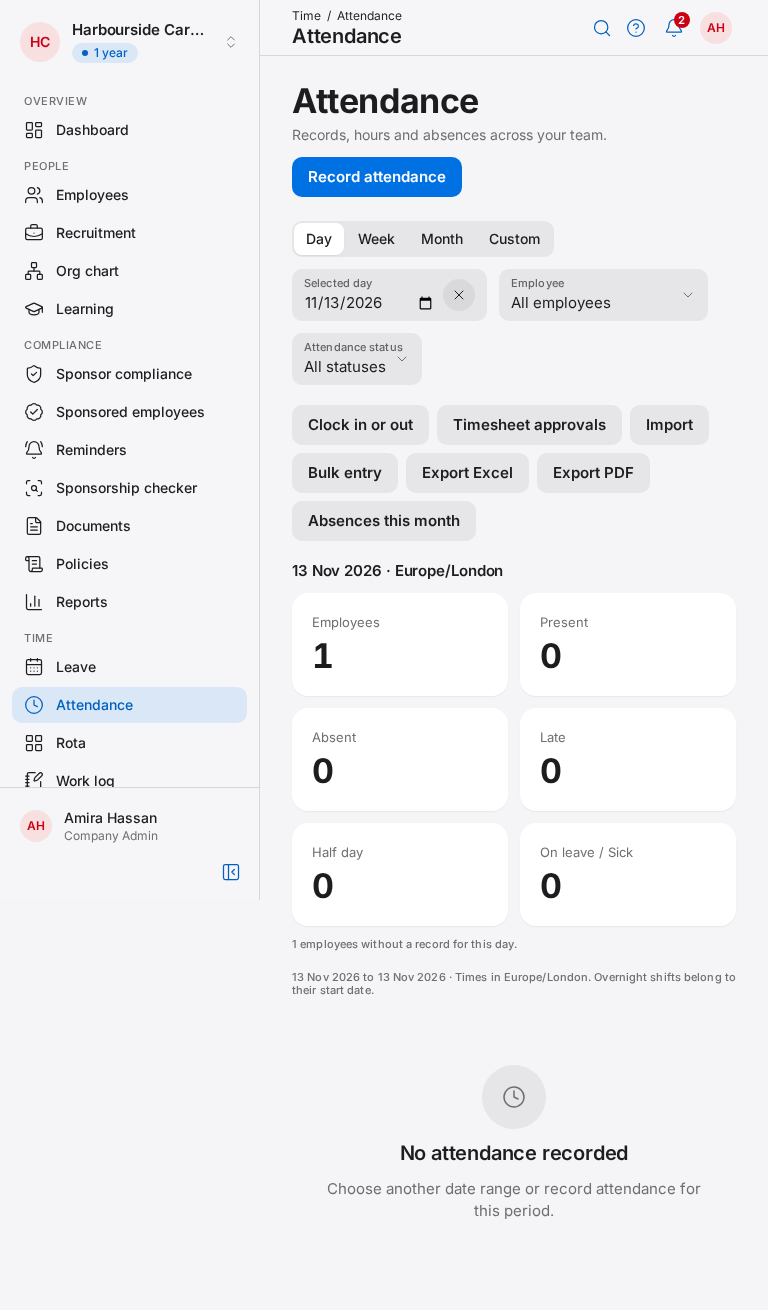 HC
Harbourside Car...
1 year
OVERVIEW
Dashboard
PEOPLE
Employees
Recruitment
Org chart
Learning
COMPLIANCE
Sponsor compliance
Sponsored employees
Reminders
Sponsorship checker
Documents
Policies
Reports
TIME
Leave
Attendance
Rota
Work log
AH
Amira Hassan
Company Admin
Time / Attendance
Attendance
2
AH
Attendance
Records, hours and absences across your team.
Record attendance
Day Week Month Custom
Selected day
11/13/2026
Employee
All employees
Attendance status
All statuses
Clock in or out Timesheet approvals Import
Bulk entry Export Excel Export PDF
Absences this month
13 Nov 2026 · Europe/London
Employees
1
Present
0
Absent
0
Late
0
Half day
0
On leave / Sick
0
1 employees without a record for this day.
13 Nov 2026 to 13 Nov 2026 · Times in Europe/London. Overnight shifts belong to
their start date.
No attendance recorded
Choose another date range or record attendance for
this period.